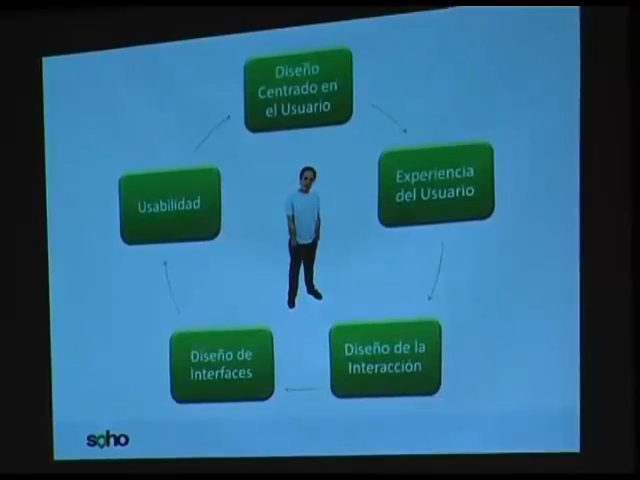 Diseño
Centrado en
el Usuario
Experiencia
del Usuario
Diseño de la
Interacción
Diseño de
Interfaces
Usabilidad
soho